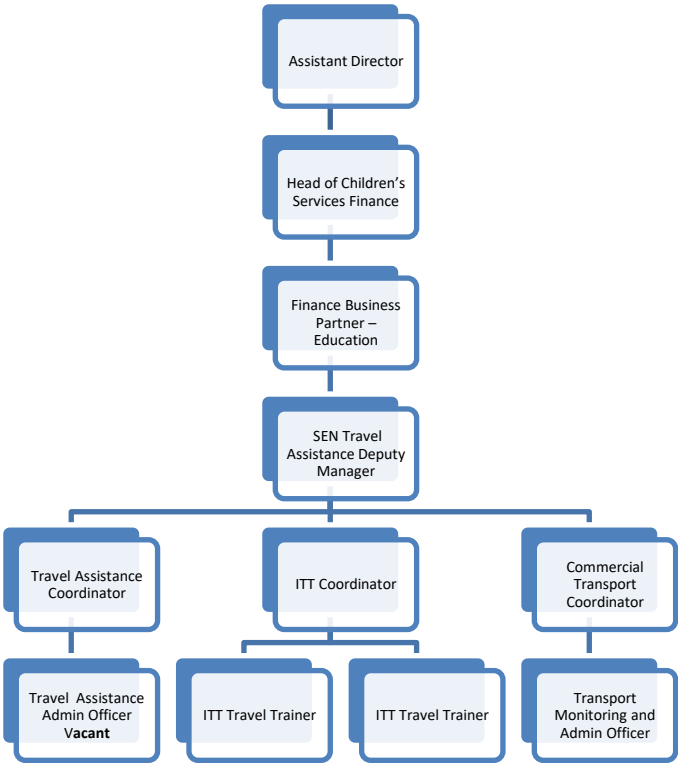 Assistant Director
Head of Children’s
Services Finance
Finance Business
Partner –
Education
SEN Travel
Assistance Deputy
Manager
Travel Assistance
Coordinator
ITT Coordinator
Commercial
Transport
Coordinator
Travel  Assistance
Admin Officer
Vacant
ITT Travel Trainer
ITT Travel Trainer
Transport
Monitoring and
Admin Officer